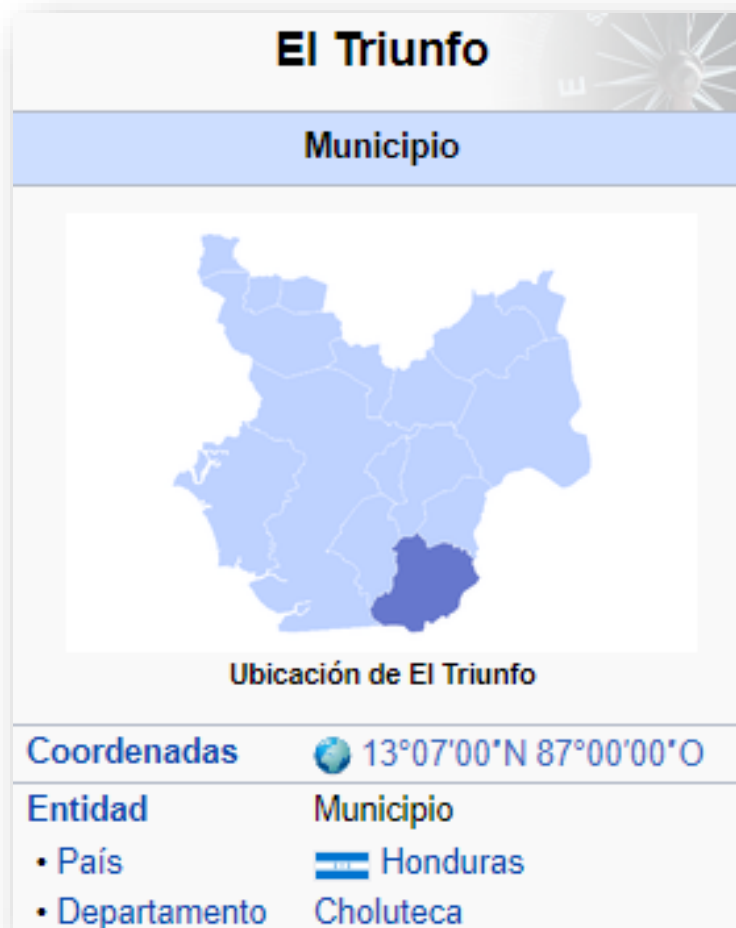 El Triunfo
E
Municipio
Ubicación de El Triunfo
Coordenadas 13°07′00″N 87°00′00″O
Entidad Municipio
• País Honduras
• Departamento Choluteca